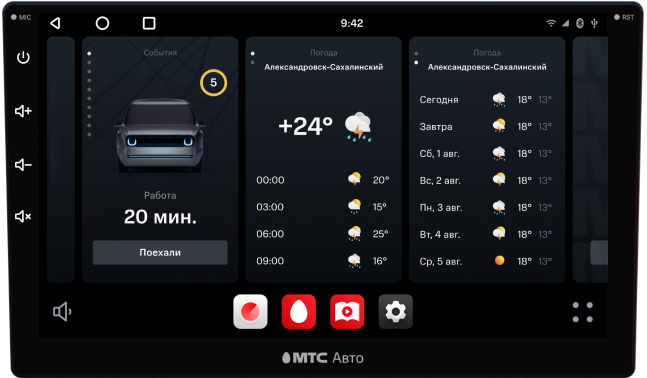 MIC
9:42
RST
События
5
Работа
20 мин.
Поехали
Погода
Александровск-Сахалинский
+24°
00:00 20°
03:00 15°
06:00 25°
09:00 16°
Погода
Александровск-Сахалинский
Сегодня 18° 13°
Завтра 18° 13°
Сб, 1 авг. 18° 13°
Вс, 2 авг. 18° 13°
Пн, 3 авг. 18° 13°
Вт, 4 авг. 18° 13°
Ср, 5 авг. 18° 13°
МТС Авто